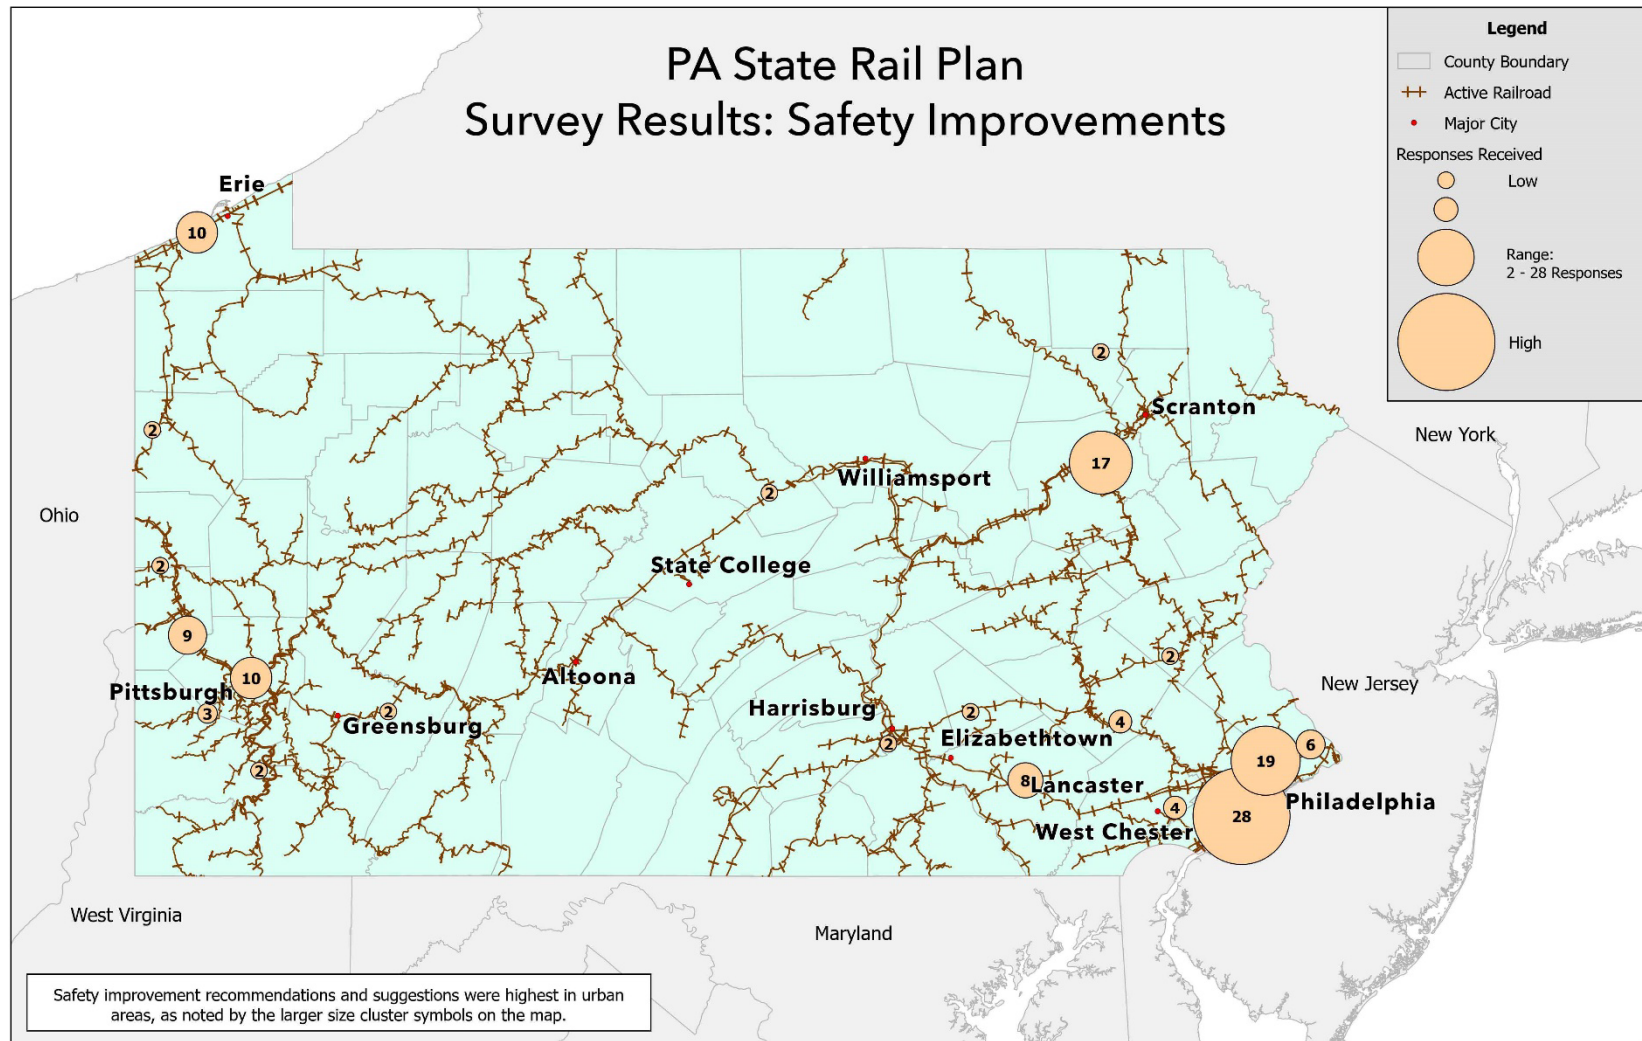 PA State Rail Plan
Survey Results: Safety Improvements
Legend
County Boundary
Active Railroad
Major City
Responses Received
Low
Range:
2 - 28 Responses
High
Erie
10
2
Scranton
New York
2
17
Williamsport
2
Ohio
State College
2
9
2
10
Altoona
New Jersey
Pittsburgh
3
2
Greensburg
Harrisburg
2
4
Elizabethtown
2
6
19
2
8
Lancaster
Philadelphia
4
28
West Chester
West Virginia
Maryland
Safety improvement recommendations and suggestions were highest in urban
areas, as noted by the larger size cluster symbols on the map.